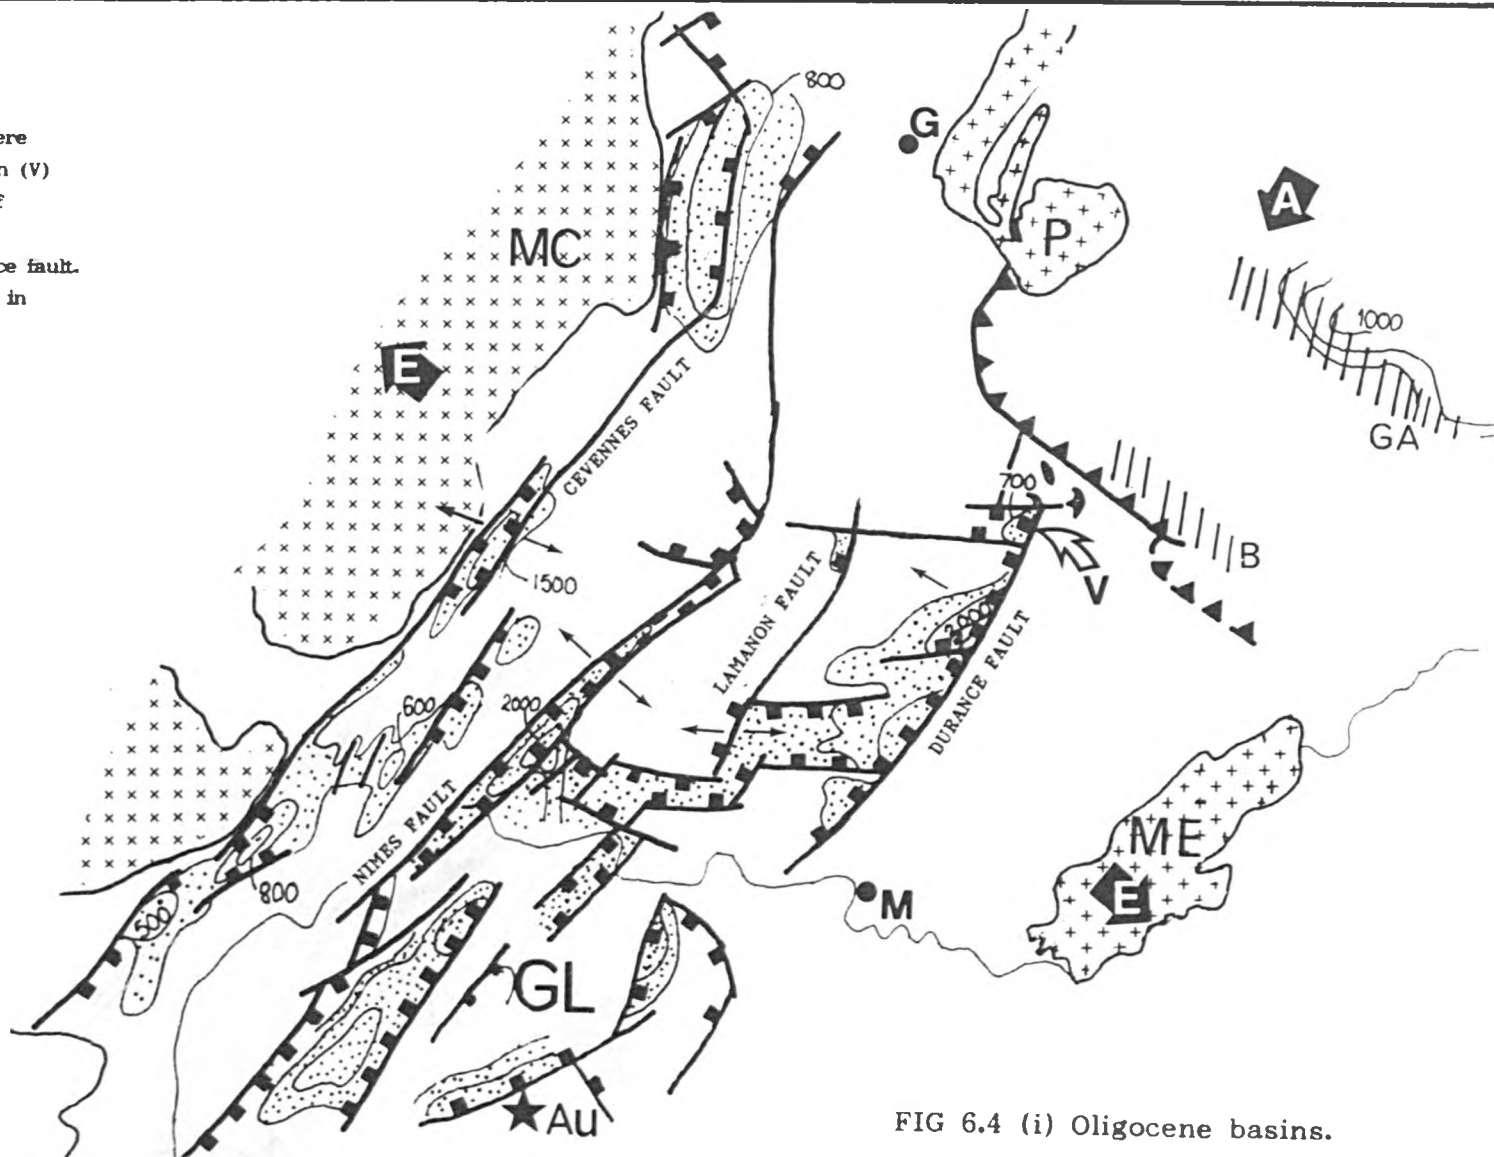 ere
n (V)
f
ce fault.
in
800
G
A
P
MC
1000
E
GA
CEVENNES FAULT
700
B
1500
V
LAMANON FAULT
2000
DURANCE FAULT
600
2000
NIMES FAULT
ME
800
E
M
500
GL
Au
FIG 6.4 (i) Oligocene basins.